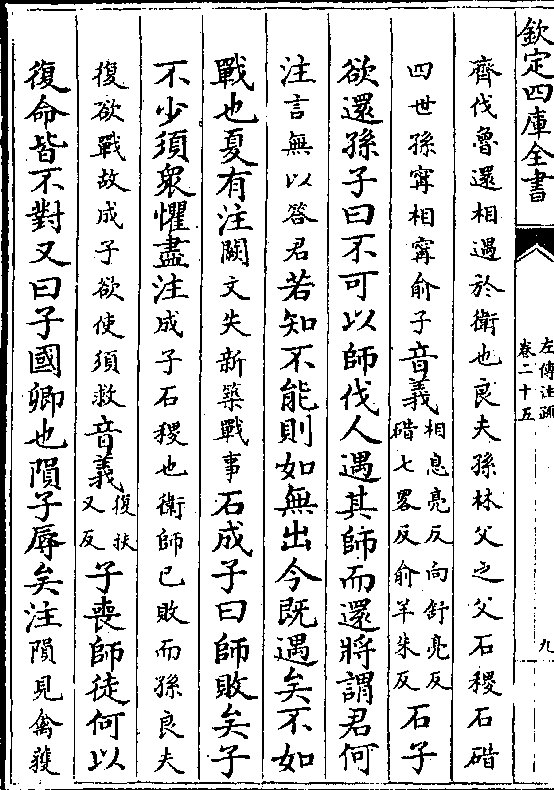 欽定四庫全書
左傳注疏
卷二十五
九
齊伐魯還相遇於衛也良夫孫林父之父石稷石碏
四世孫甯相甯俞子音義相息亮反向舒亮反
碏七畧反俞羊朱反石子
欲還孫子曰不可以師伐人遇其師而還將謂君何
注言無以答君若知不能則如無出今既遇矣不如
戰也夏有注闕文失新築戰事石成子曰師敗矣子
不少須衆懼盡注成子石稷也衛師已敗而孫良夫
復欲戰故成子欲使須救音義復扶
又反子喪師徒何以
復命皆不對又曰子國卿也隕子辱矣注隕見禽獲